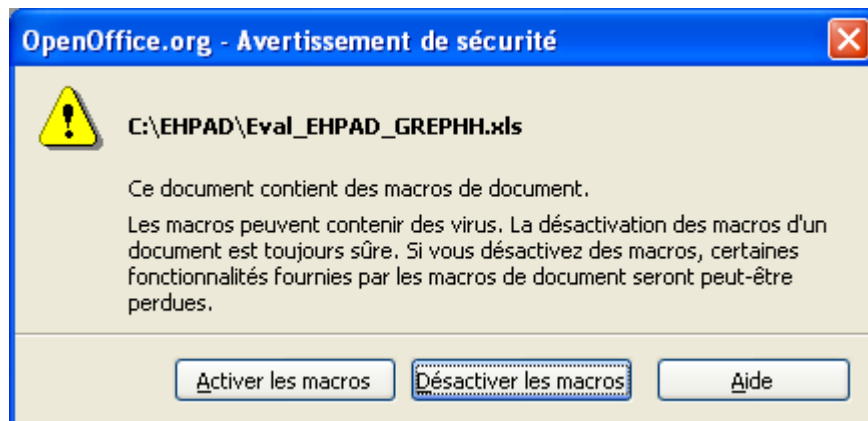 OpenOffice.org - Avertissement de sécurité
C:\EHPAD\Eval_EHPAD_GREPHH.xls
Ce document contient des macros de document.
Les macros peuvent contenir des virus. La désactivation des macros d'un
document est toujours sûre. Si vous désactivez des macros, certaines
fonctionnalités fournies par les macros de document seront peut-être
perdues.
Activer les macros
Désactiver les macros
Aide